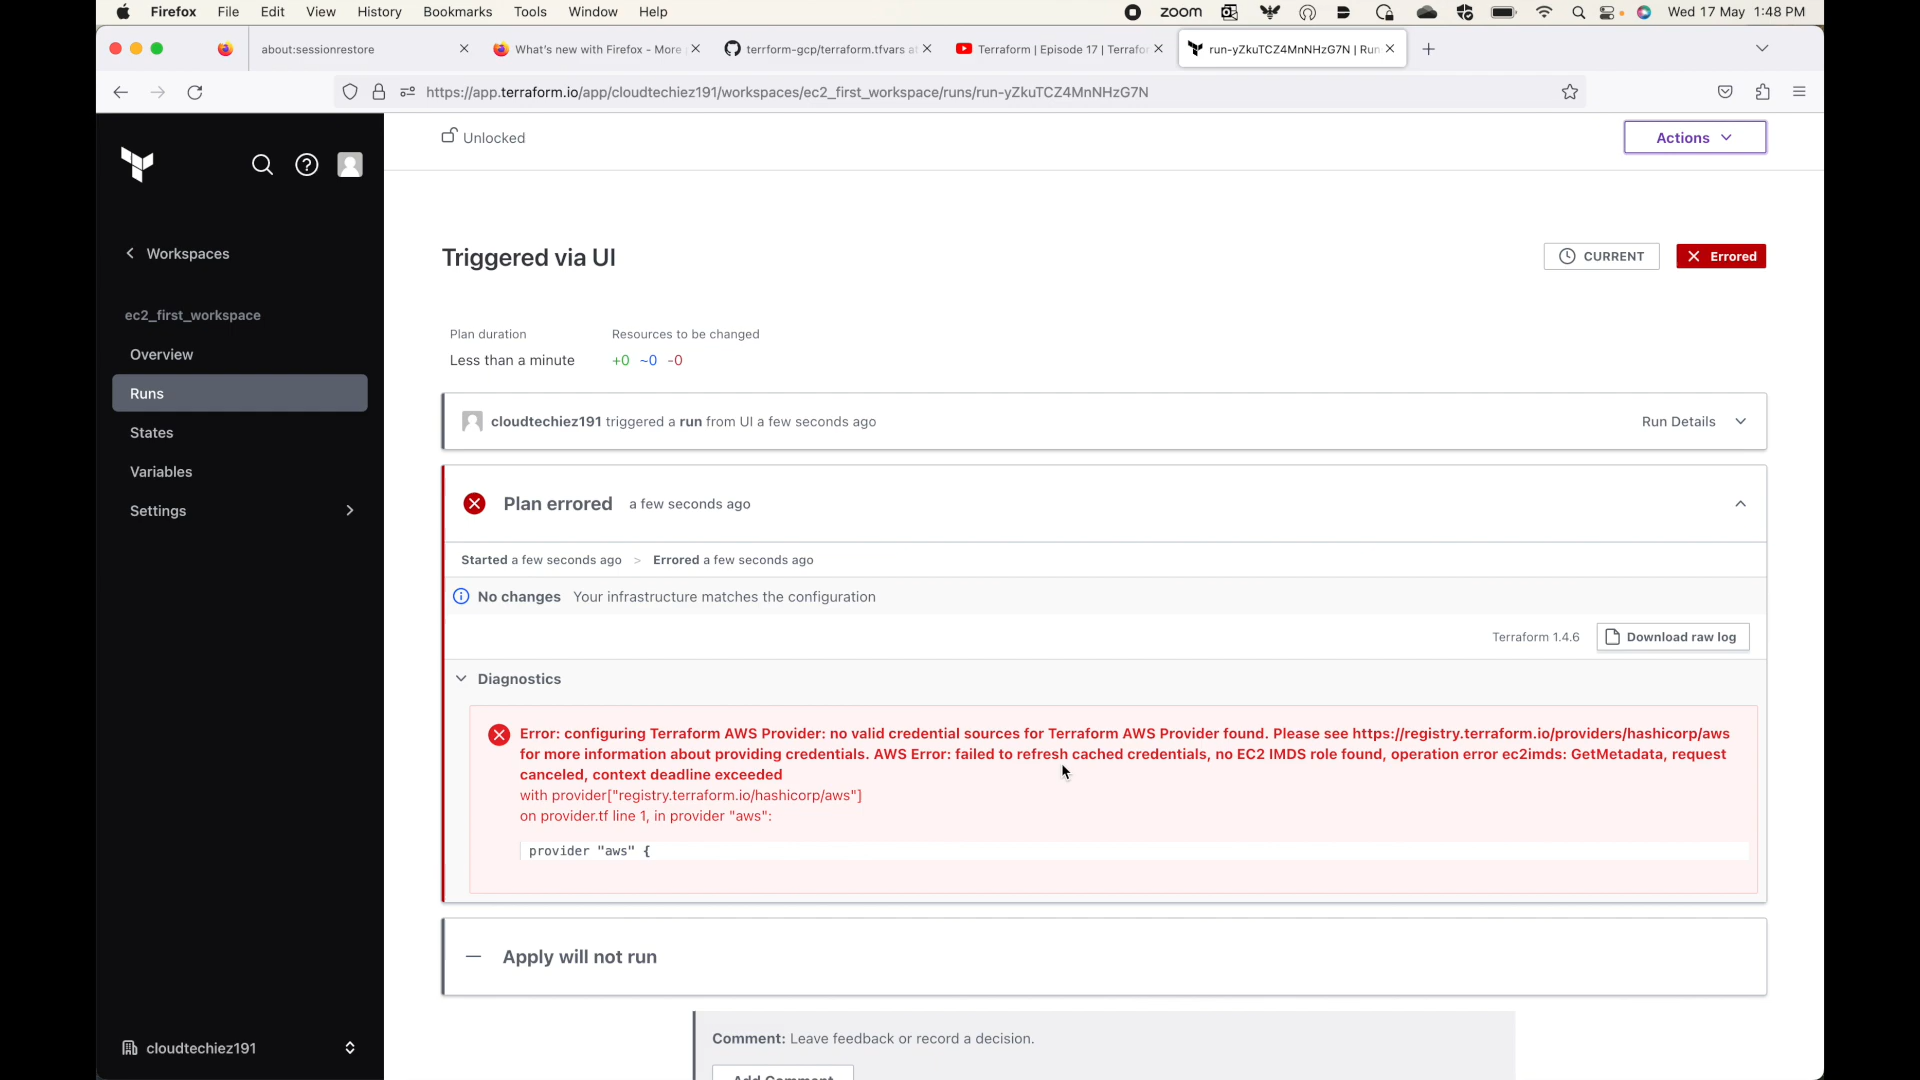 Firefox File Edit View History Bookmarks Tools Window Help zoom Wed 17 May 1:48 PM
about:sessionrestore What's new with Firefox - More terrform-gcp/terraform.tfvars at Terraform | Episode 17 | Terrafor run-yZkuTCZ4MnNHzG7N | Run
https://app.terraform.io/app/cloudtechiez191/workspaces/ec2_first_workspace/runs/run-yZkuTCZ4MnNHzG7N
Unlocked
Actions
Workspaces
ec2_first_workspace
Overview
Runs
States
Variables
Settings
cloudtechiez191
Triggered via UI
CURRENT
Errored
Plan duration Resources to be changed
Less than a minute +0 ~0 -0
cloudtechiez191 triggered a run from UI a few seconds ago Run Details
Plan errored a few seconds ago
Started a few seconds ago > Errored a few seconds ago
No changes Your infrastructure matches the configuration
Terraform 1.4.6 Download raw log
Diagnostics
Error: configuring Terraform AWS Provider: no valid credential sources for Terraform AWS Provider found. Please see https://registry.terraform.io/providers/hashicorp/aws
for more information about providing credentials. AWS Error: failed to refresh cached credentials, no EC2 IMDS role found, operation error ec2imds: GetMetadata, request
canceled, context deadline exceeded
with provider["registry.terraform.io/hashicorp/aws"]
on provider.tf line 1, in provider "aws":
provider "aws" {
Apply will not run
Comment: Leave feedback or record a decision.
Add Comment